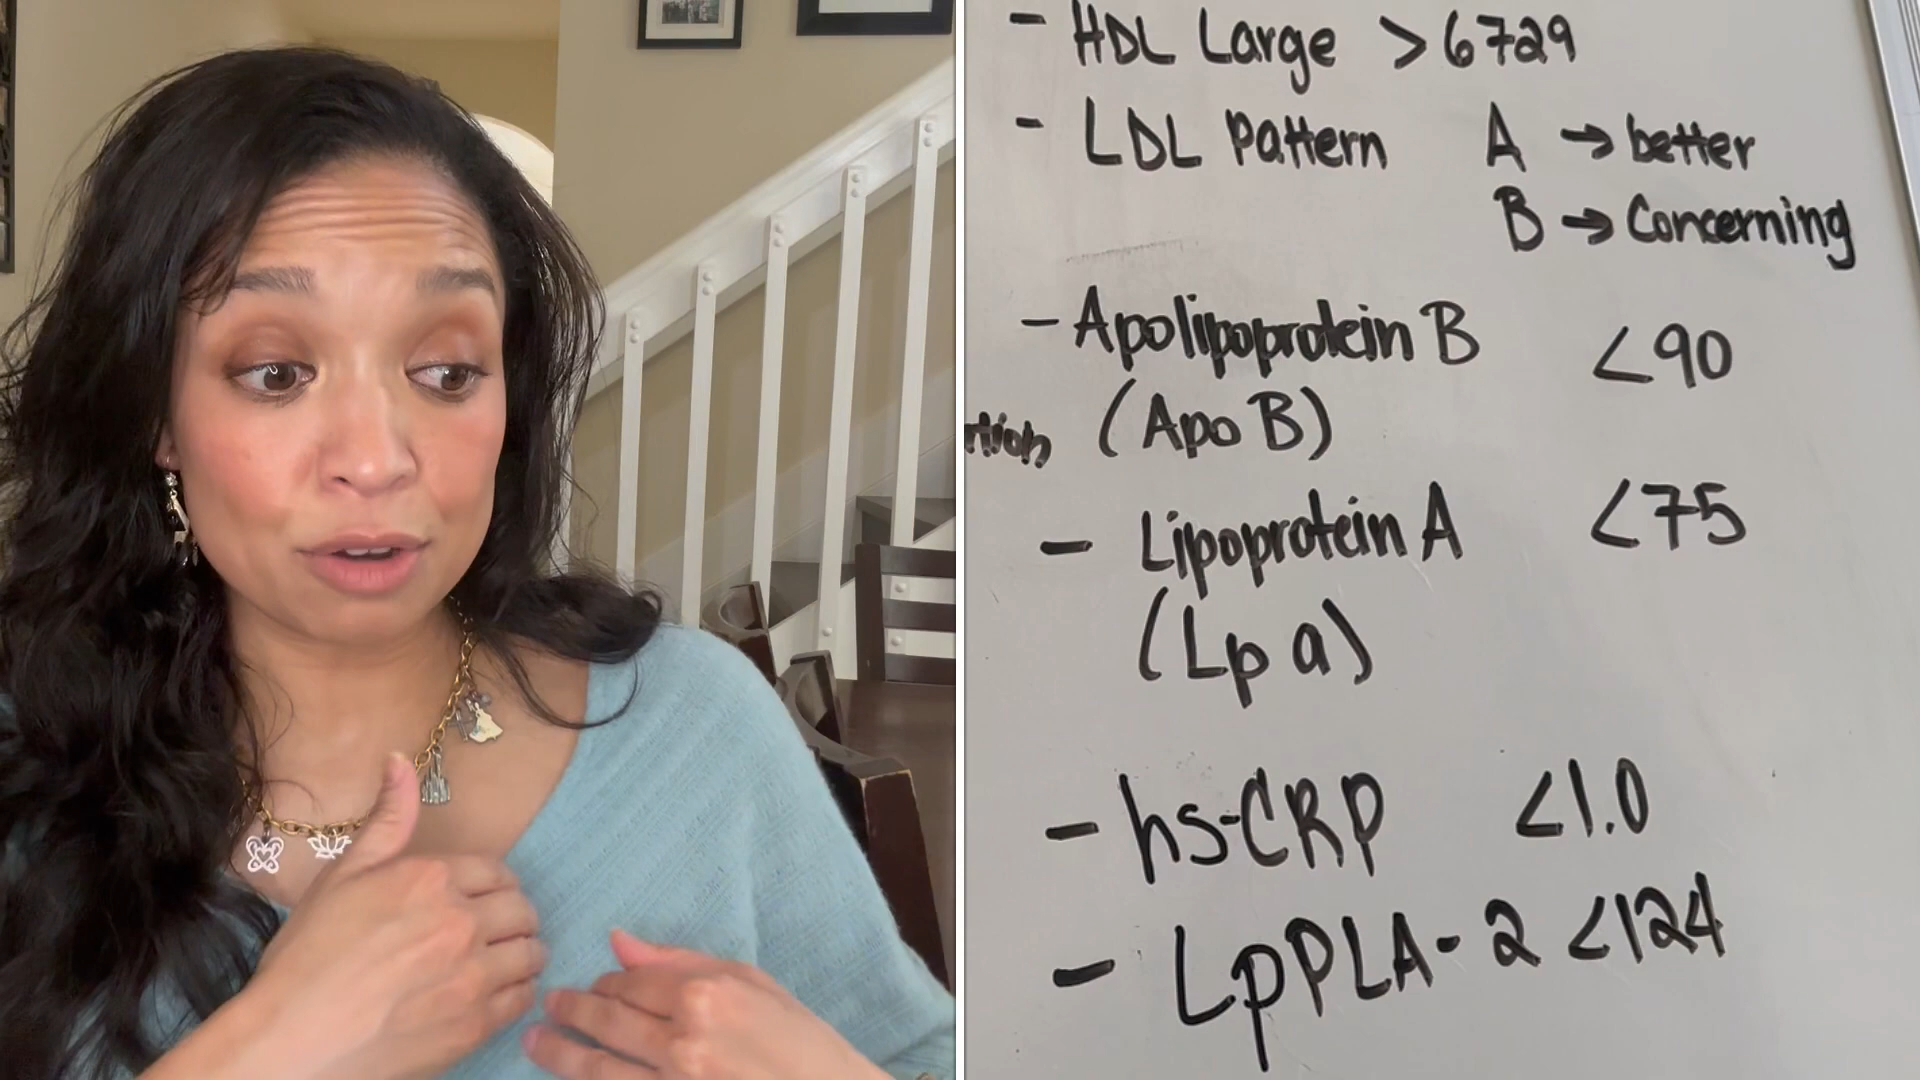 - HDL Large >6729
- LDL Pattern A → better
B → Concerning
- Apolipoprotein B <90
(Apo B)
- Lipoprotein A <75
(Lp a)
- hs-CRP <1.0
- LpPLA-2 <124